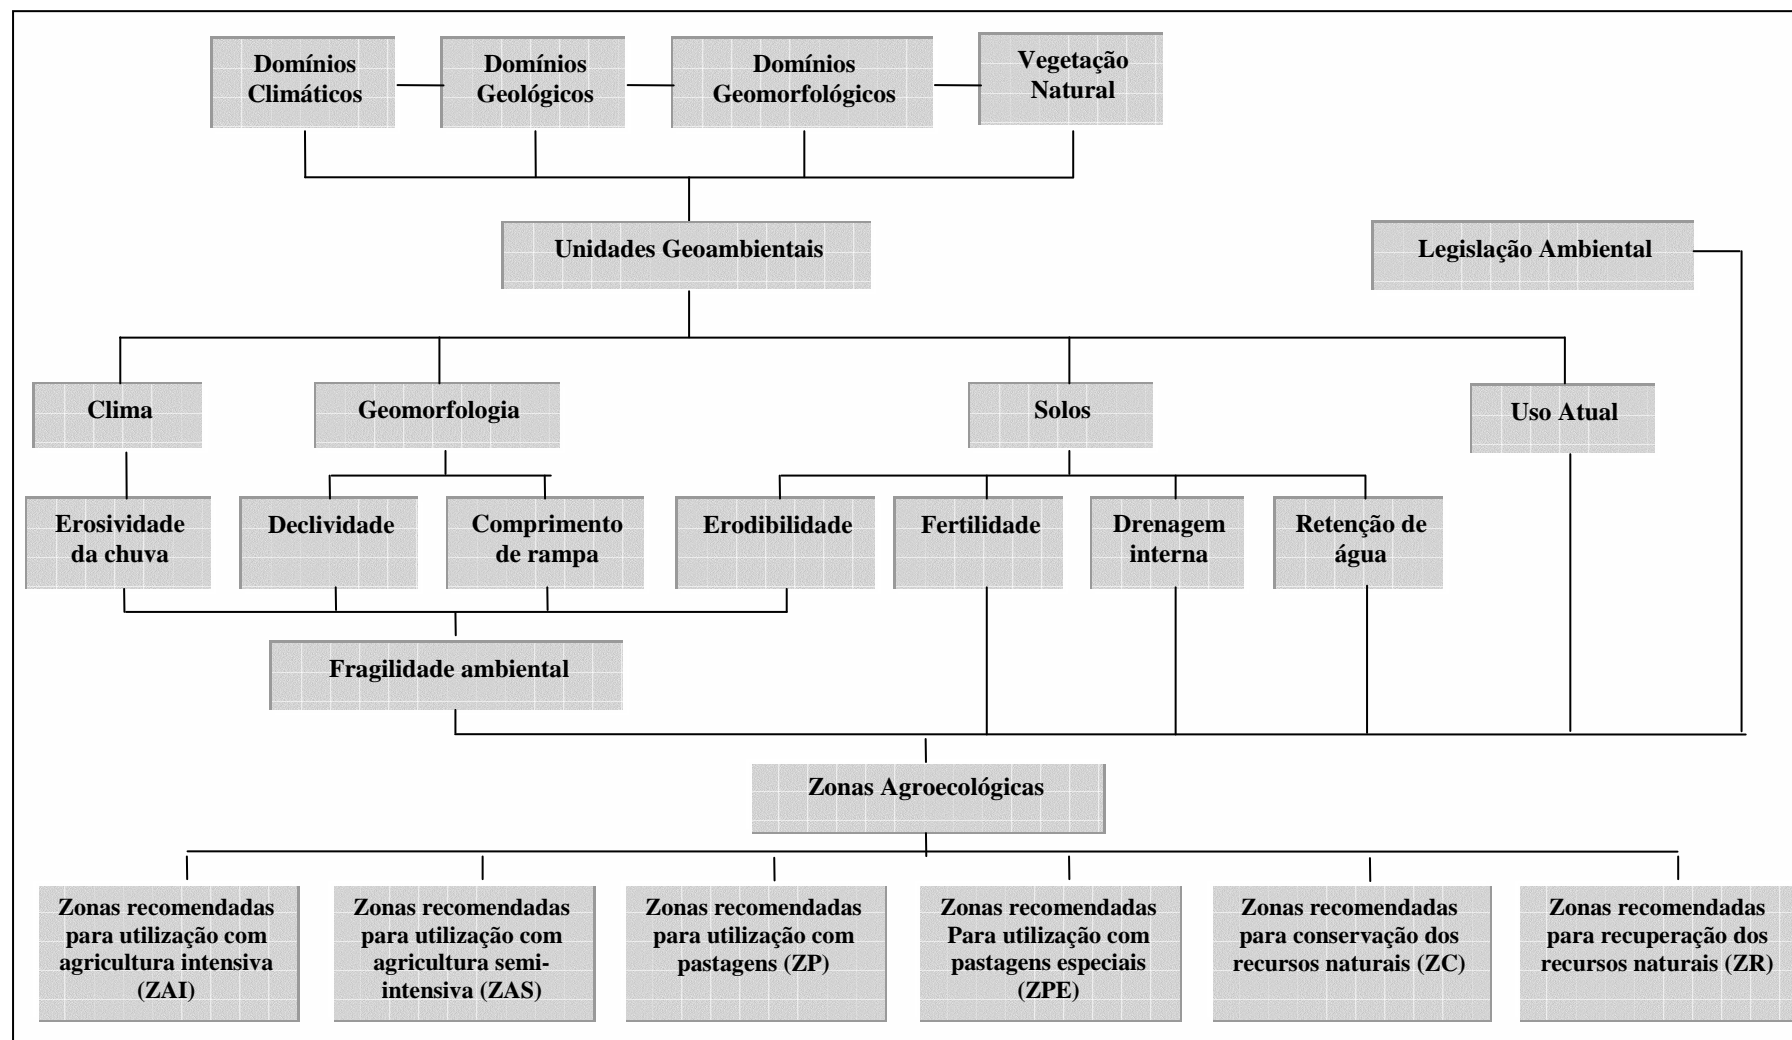 Domínios
Climáticos
Domínios
Geológicos
Domínios
Geomorfológicos
Vegetação
Natural
Unidades Geoambientais
Legislação Ambiental
Clima
Geomorfologia
Solos
Uso Atual
Erosividade
da chuva
Declividade
Comprimento
de rampa
Erodibilidade
Fertilidade
Drenagem
interna
Retenção de
água
Fragilidade ambiental
Zonas Agroecológicas
Zonas recomendadas
para utilização com
agricultura intensiva
(ZAI)
Zonas recomendadas
para utilização com
agricultura semi-
intensiva (ZAS)
Zonas recomendadas
para utilização com
pastagens (ZP)
Zonas recomendadas
Para utilização com
pastagens especiais
(ZPE)
Zonas recomendadas
para conservação dos
recursos naturais (ZC)
Zonas recomendadas
para recuperação dos
recursos naturais (ZR)